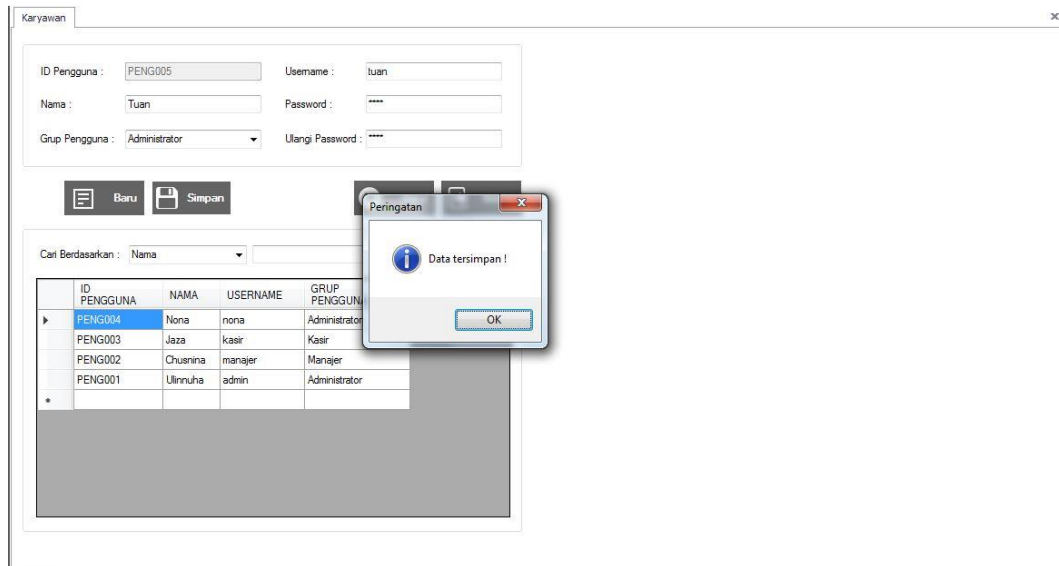 Karyawan
ID Pengguna : PENG005 Username : tuan
Nama : Tuan Password : ****
Grup Pengguna : Administrator Ulangi Password : ****
Baru Simpan
Peringatan
Data tersimpan !
OK
Cari Berdasarkan : Nama
ID PENGGUNA NAMA USERNAME GRUP
PENG004 Nona nona Administrator
PENG003 Jaza kasir Kasir
PENG002 Chusnina manajer Manajer
PENG001 Ulinnuha admin Administrator
*